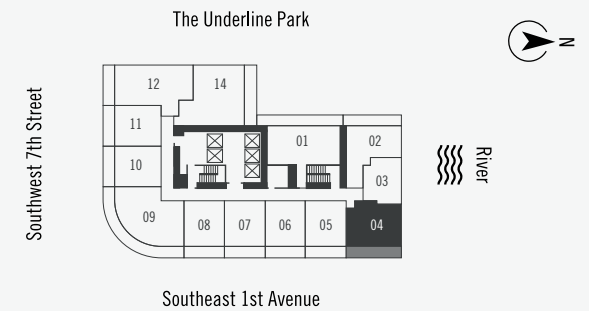 The Underline Park
N
12
14
Southwest 7th Street
11
01
02
10
03
River
09
08
07
06
05
04
Southeast 1st Avenue